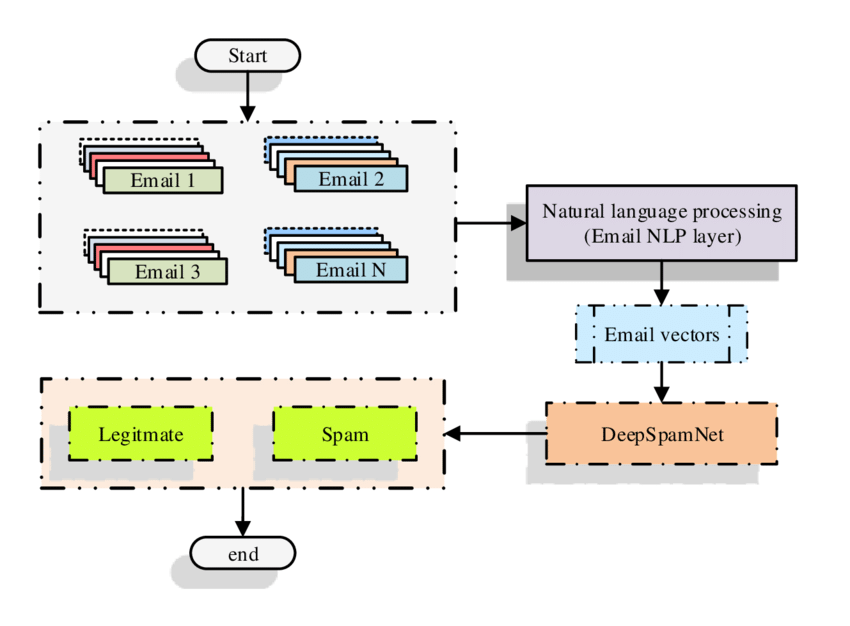 Start
Email 1
Email 2
Email 3
Email N
Natural language processing
(Email NLP layer)
Email vectors
DeepSpamNet
Legitmate
Spam
end